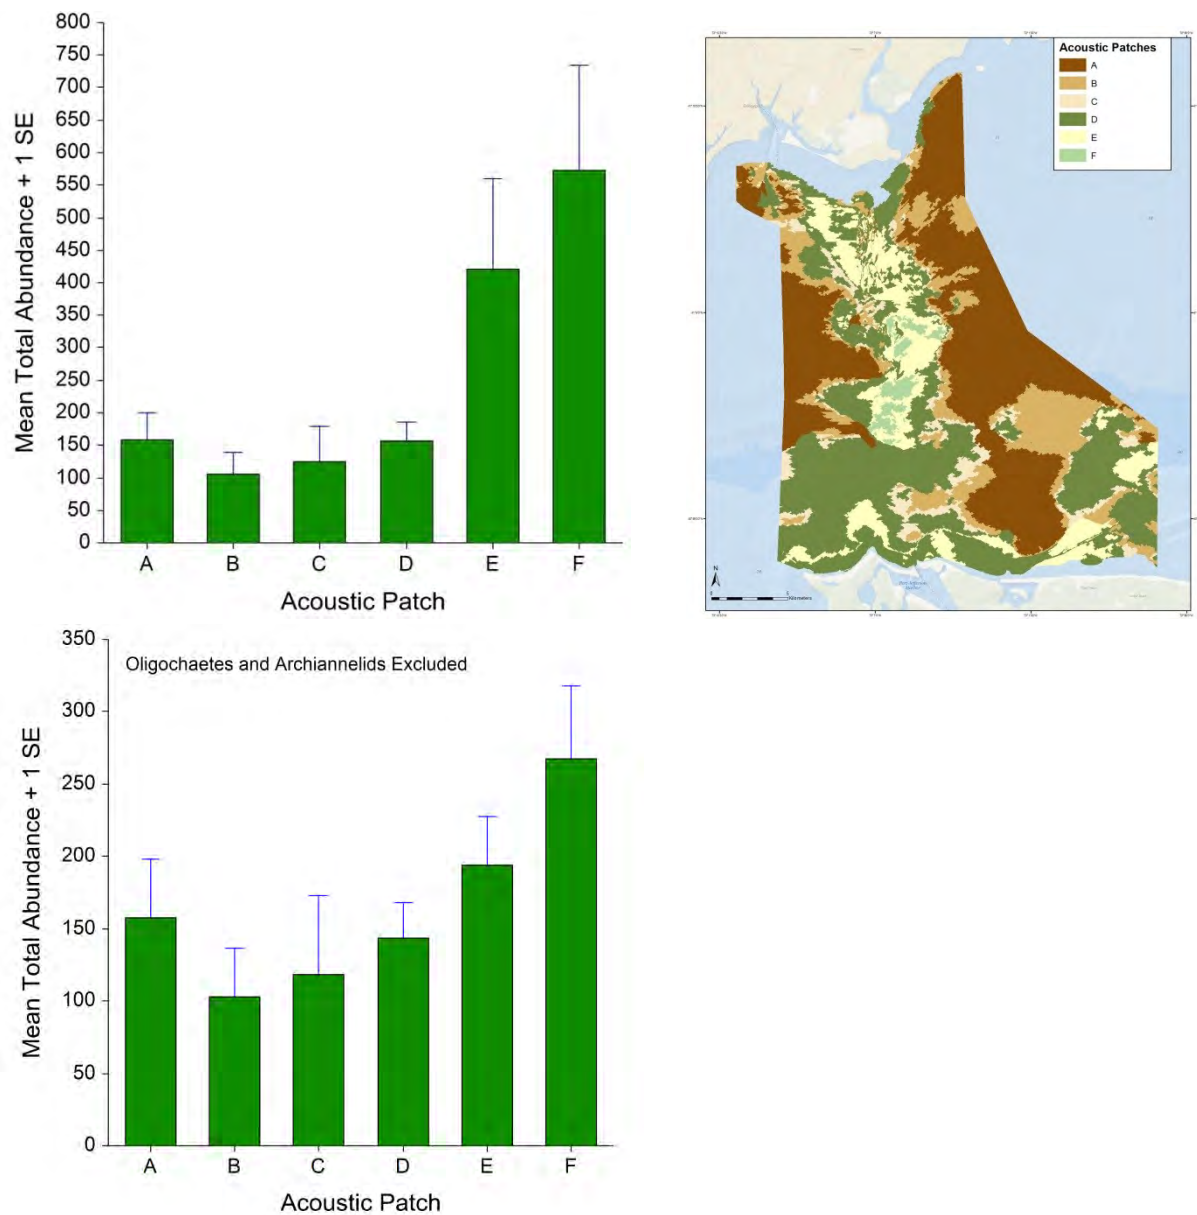 800
750
700
650
600
550
500
450
400
350
300
250
200
150
100
50
0
Mean Total Abundance + 1 SE
A B C D E F
Acoustic Patch
Acoustic Patches
A
B
C
D
E
F
N
Kilometers
350
300
250
200
150
100
50
0
Mean Total Abundance + 1 SE
Oligochaetes and Archiannelids Excluded
A B C D E F
Acoustic Patch